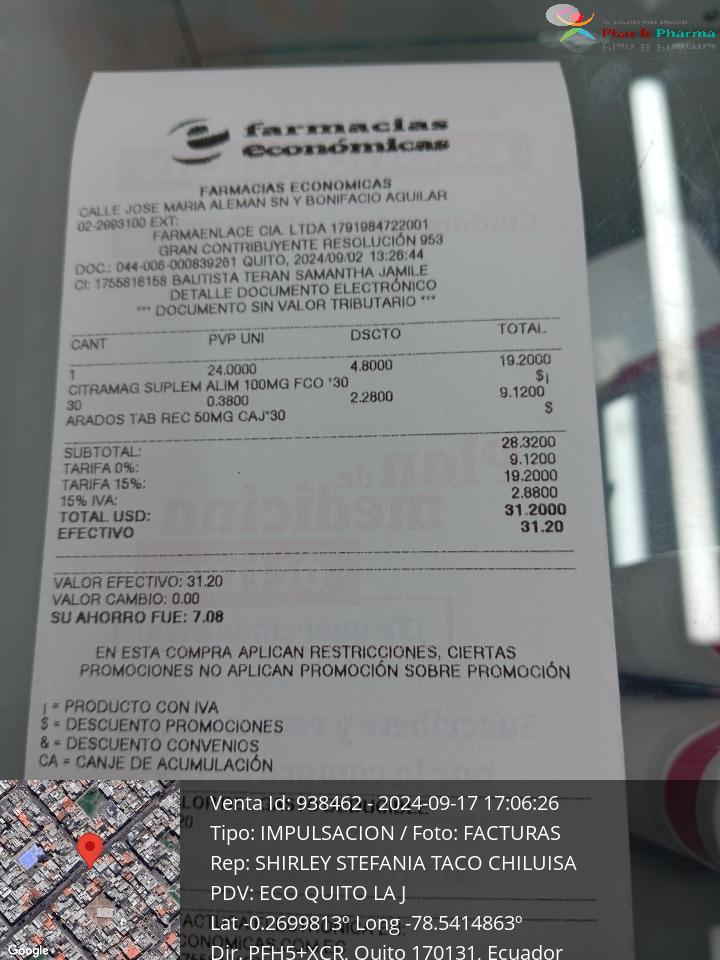 Su solución más efectiva!
Plan B Pharma
farmacias
económicas
FARMACIAS ECONOMICAS
CALLE JOSE MARIA ALEMAN SN Y BONIFACIO AGUILAR
02-2993100 EXT:
FARMAENLACE CIA. LTDA 1791984722001
GRAN CONTRIBUYENTE RESOLUCIÓN 953
DOC.: 044-006-000839261 QUITO, 2024/09/02 13:26:44
CI: 1755818158 BAUTISTA TERAN SAMANTHA JAMILE
DETALLE DOCUMENTO ELECTRÓNICO
*** DOCUMENTO SIN VALOR TRIBUTARIO ***
CANT PVP UNI DSCTO TOTAL
1 24.0000 4.8000 19.2000
CITRAMAG SUPLEM ALIM 100MG FCO *30 $¡
30 0.3800 2.2800 9.1200
ARADOS TAB REC 50MG CAJ*30 $
SUBTOTAL: 28.3200
TARIFA 0%: 9.1200
TARIFA 15%: 19.2000
15% IVA: 2.8800
TOTAL USD: 31.2000
EFECTIVO 31.20
VALOR EFECTIVO: 31.20
VALOR CAMBIO: 0.00
SU AHORRO FUE: 7.08
EN ESTA COMPRA APLICAN RESTRICCIONES, CIERTAS
PROMOCIONES NO APLICAN PROMOCIÓN SOBRE PROMOCIÓN
¡ = PRODUCTO CON IVA
$ = DESCUENTO PROMOCIONES
& = DESCUENTO CONVENIOS
CA = CANJE DE ACUMULACIÓN
Venta Id: 938462 - 2024-09-17 17:06:26
Tipo: IMPULSACION / Foto: FACTURAS
Rep: SHIRLEY STEFANIA TACO CHILUISA
PDV: ECO QUITO LA J
Lat -0.2699813º Long -78.5414863º
Dir. PFH5+XCR, Quito 170131, Ecuador
Google